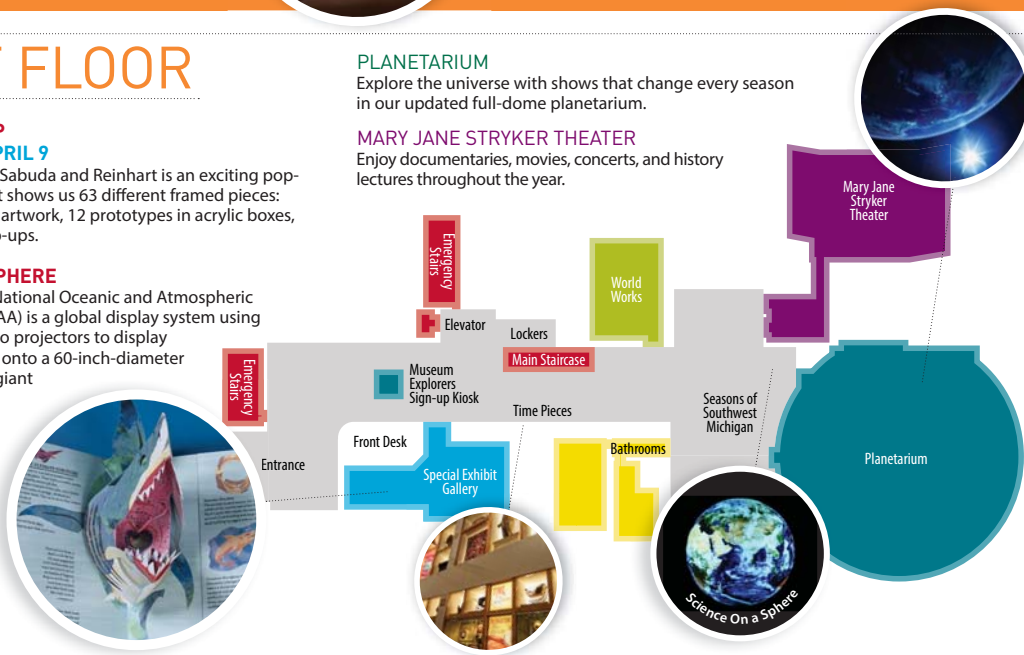 FLOOR
PRIL 9
Sabuda and Reinhart is an exciting pop-
t shows us 63 different framed pieces:
artwork, 12 prototypes in acrylic boxes,
p-ups.
PHERE
National Oceanic and Atmospheric
AA) is a global display system using
o projectors to display
onto a 60-inch-diameter
giant
PLANETARIUM
Explore the universe with shows that change every season
in our updated full-dome planetarium.
MARY JANE STRYKER THEATER
Enjoy documentaries, movies, concerts, and history
lectures throughout the year.
Mary Jane
Stryker
Theater
Emergency
Stairs
World
Works
Elevator
Lockers
Main Staircase
Emergency
Stairs
Museum
Explorers
Sign-up Kiosk
Time Pieces
Seasons of
Southwest
Michigan
Front Desk
Bathrooms
Entrance
Special Exhibit
Gallery
Planetarium
Science On a Sphere